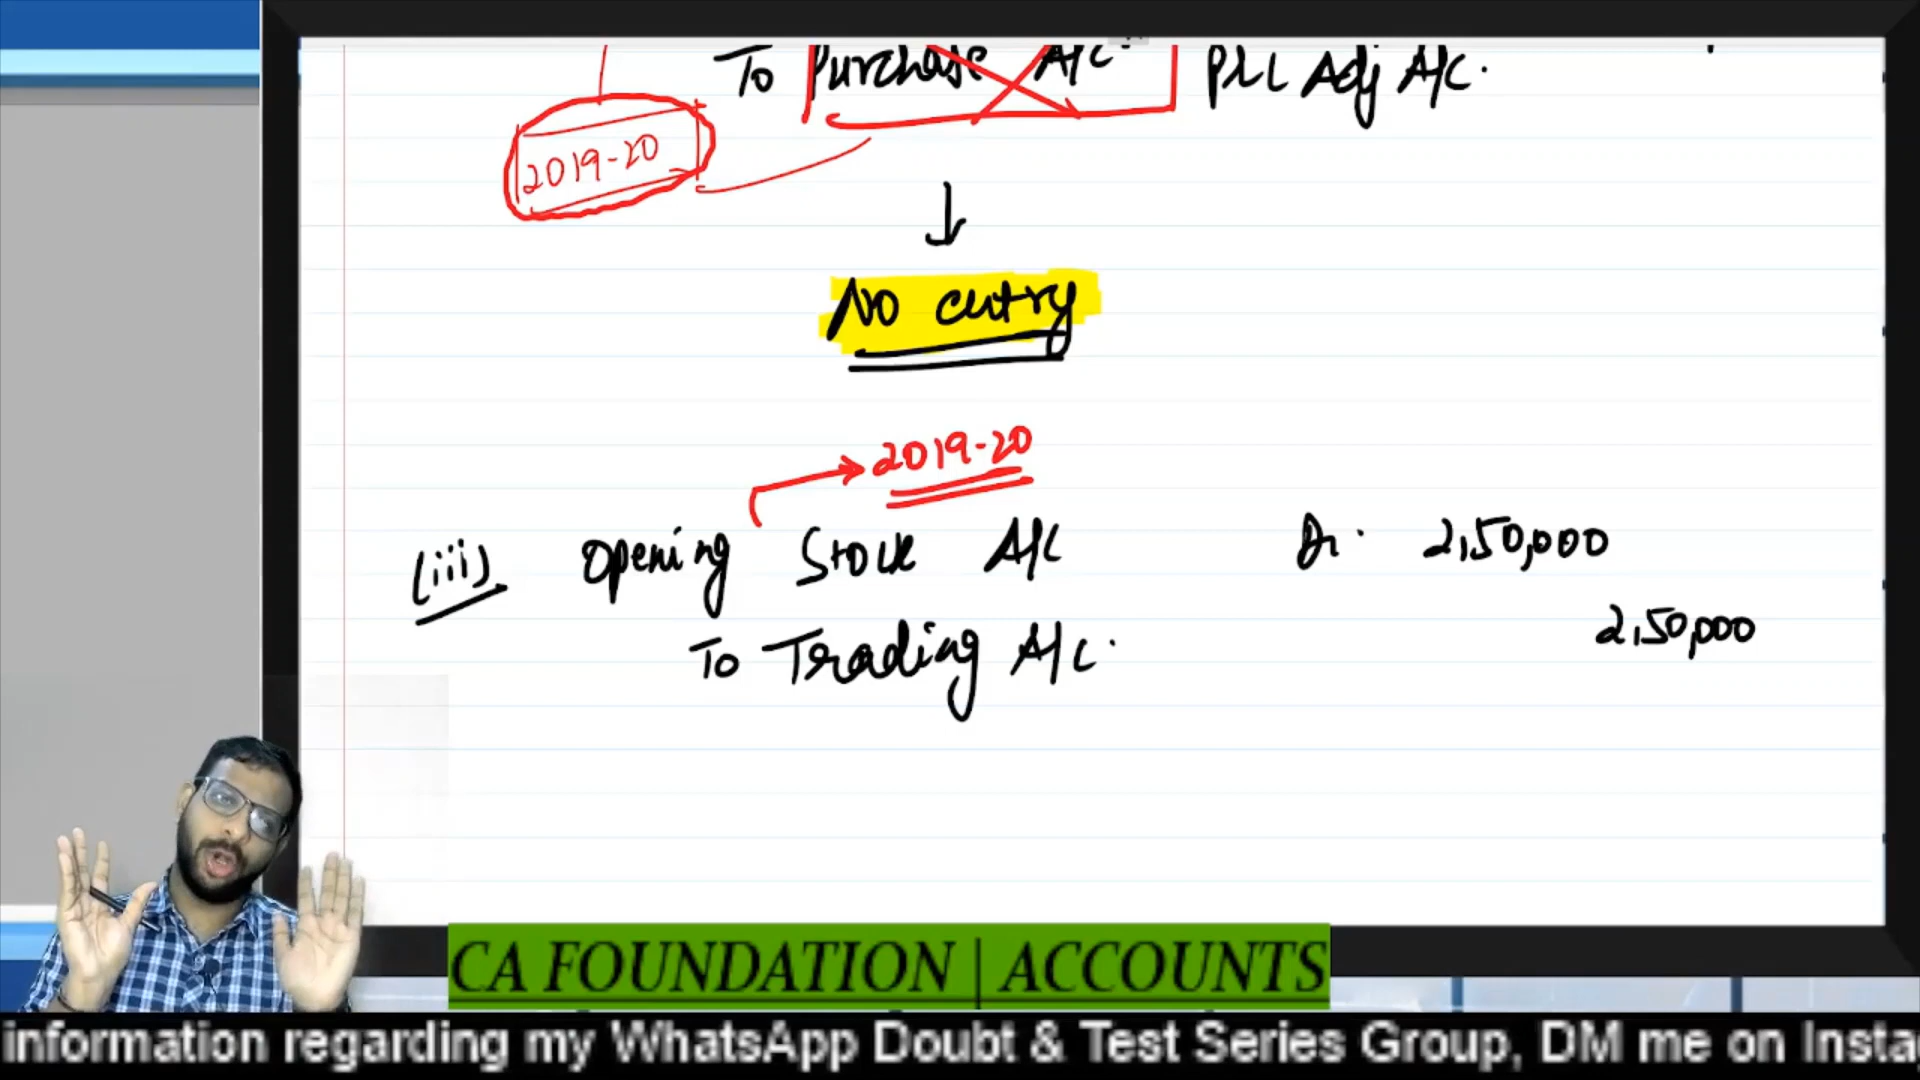 To Purchase A/C P&L Adj A/C.
2019-20
No entry
2019-20
(iii) Opening Stock A/C Dr. 2,50,000
To Trading A/C. 2,50,000
CA FOUNDATION | ACCOUNTS
information regarding my WhatsApp Doubt & Test Series Group, DM me on Insta